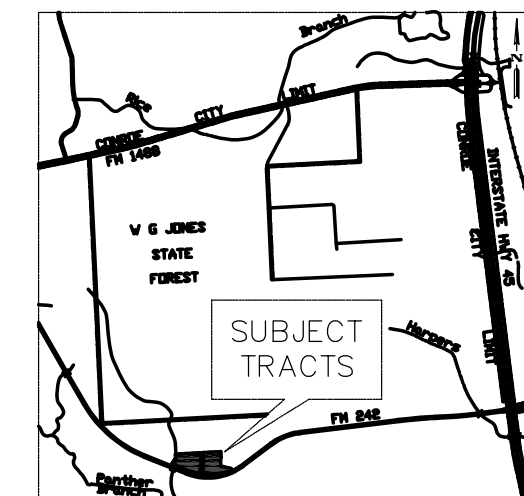 Branch
N
Rice
CITY
LIMIT
CONROE
FM 1488
CONROE
CITY
LIMIT
INTERSTATE HWY 45
W G JONES
STATE
FOREST
SUBJECT
TRACTS
Harpers
FM 242
Panther
Branch